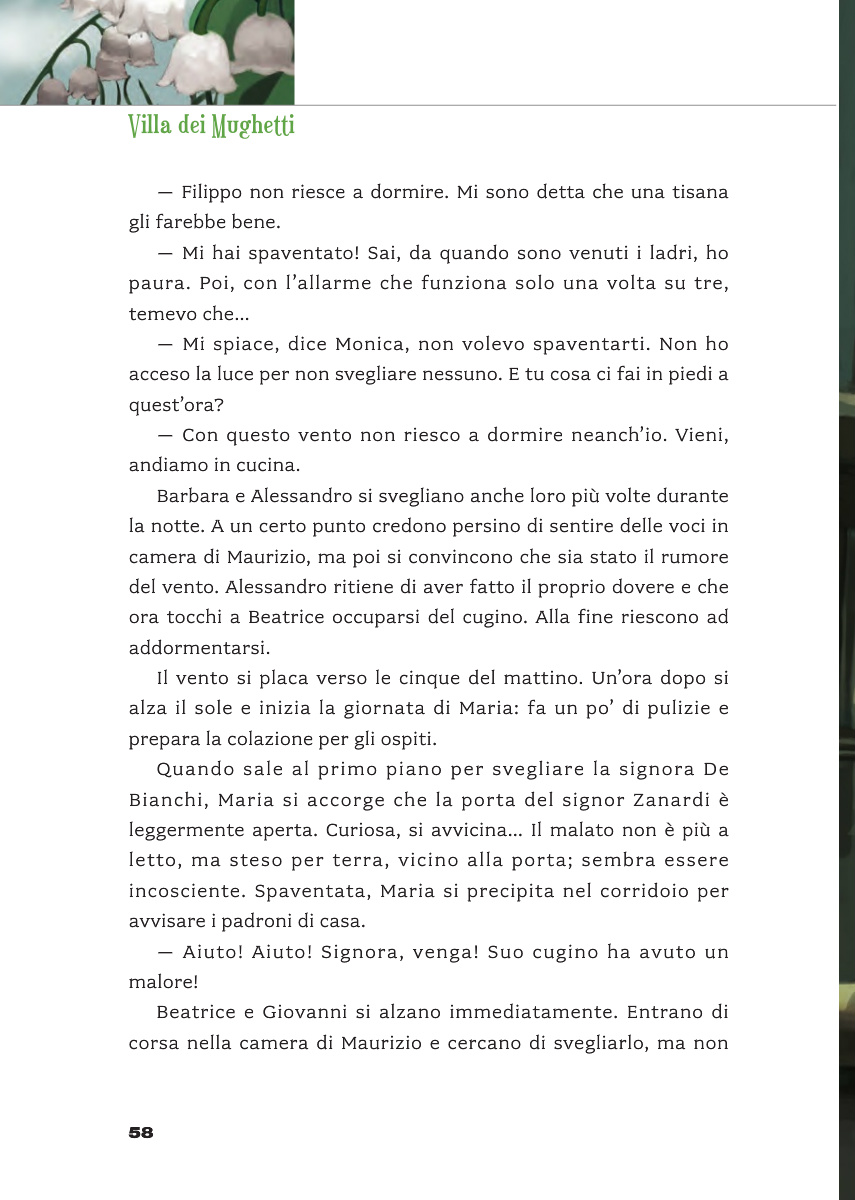 Villa dei Mughetti
— Filippo non riesce a dormire. Mi sono detta che una tisana
gli farebbe bene.
— Mi hai spaventato! Sai, da quando sono venuti i ladri, ho
paura. Poi, con l’allarme che funziona solo una volta su tre,
temevo che...
— Mi spiace, dice Monica, non volevo spaventarti. Non ho
acceso la luce per non svegliare nessuno. E tu cosa ci fai in piedi a
quest’ora?
— Con questo vento non riesco a dormire neanch’io. Vieni,
andiamo in cucina.
Barbara e Alessandro si svegliano anche loro più volte durante
la notte. A un certo punto credono persino di sentire delle voci in
camera di Maurizio, ma poi si convincono che sia stato il rumore
del vento. Alessandro ritiene di aver fatto il proprio dovere e che
ora tocchi a Beatrice occuparsi del cugino. Alla fine riescono ad
addormentarsi.
Il vento si placa verso le cinque del mattino. Un’ora dopo si
alza il sole e inizia la giornata di Maria: fa un po’ di pulizie e
prepara la colazione per gli ospiti.
Quando sale al primo piano per svegliare la signora De
Bianchi, Maria si accorge che la porta del signor Zanardi è
leggermente aperta. Curiosa, si avvicina... Il malato non è più a
letto, ma steso per terra, vicino alla porta; sembra essere
incosciente. Spaventata, Maria si precipita nel corridoio per
avvisare i padroni di casa.
— Aiuto! Aiuto! Signora, venga! Suo cugino ha avuto un
malore!
Beatrice e Giovanni si alzano immediatamente. Entrano di
corsa nella camera di Maurizio e cercano di svegliarlo, ma non
58